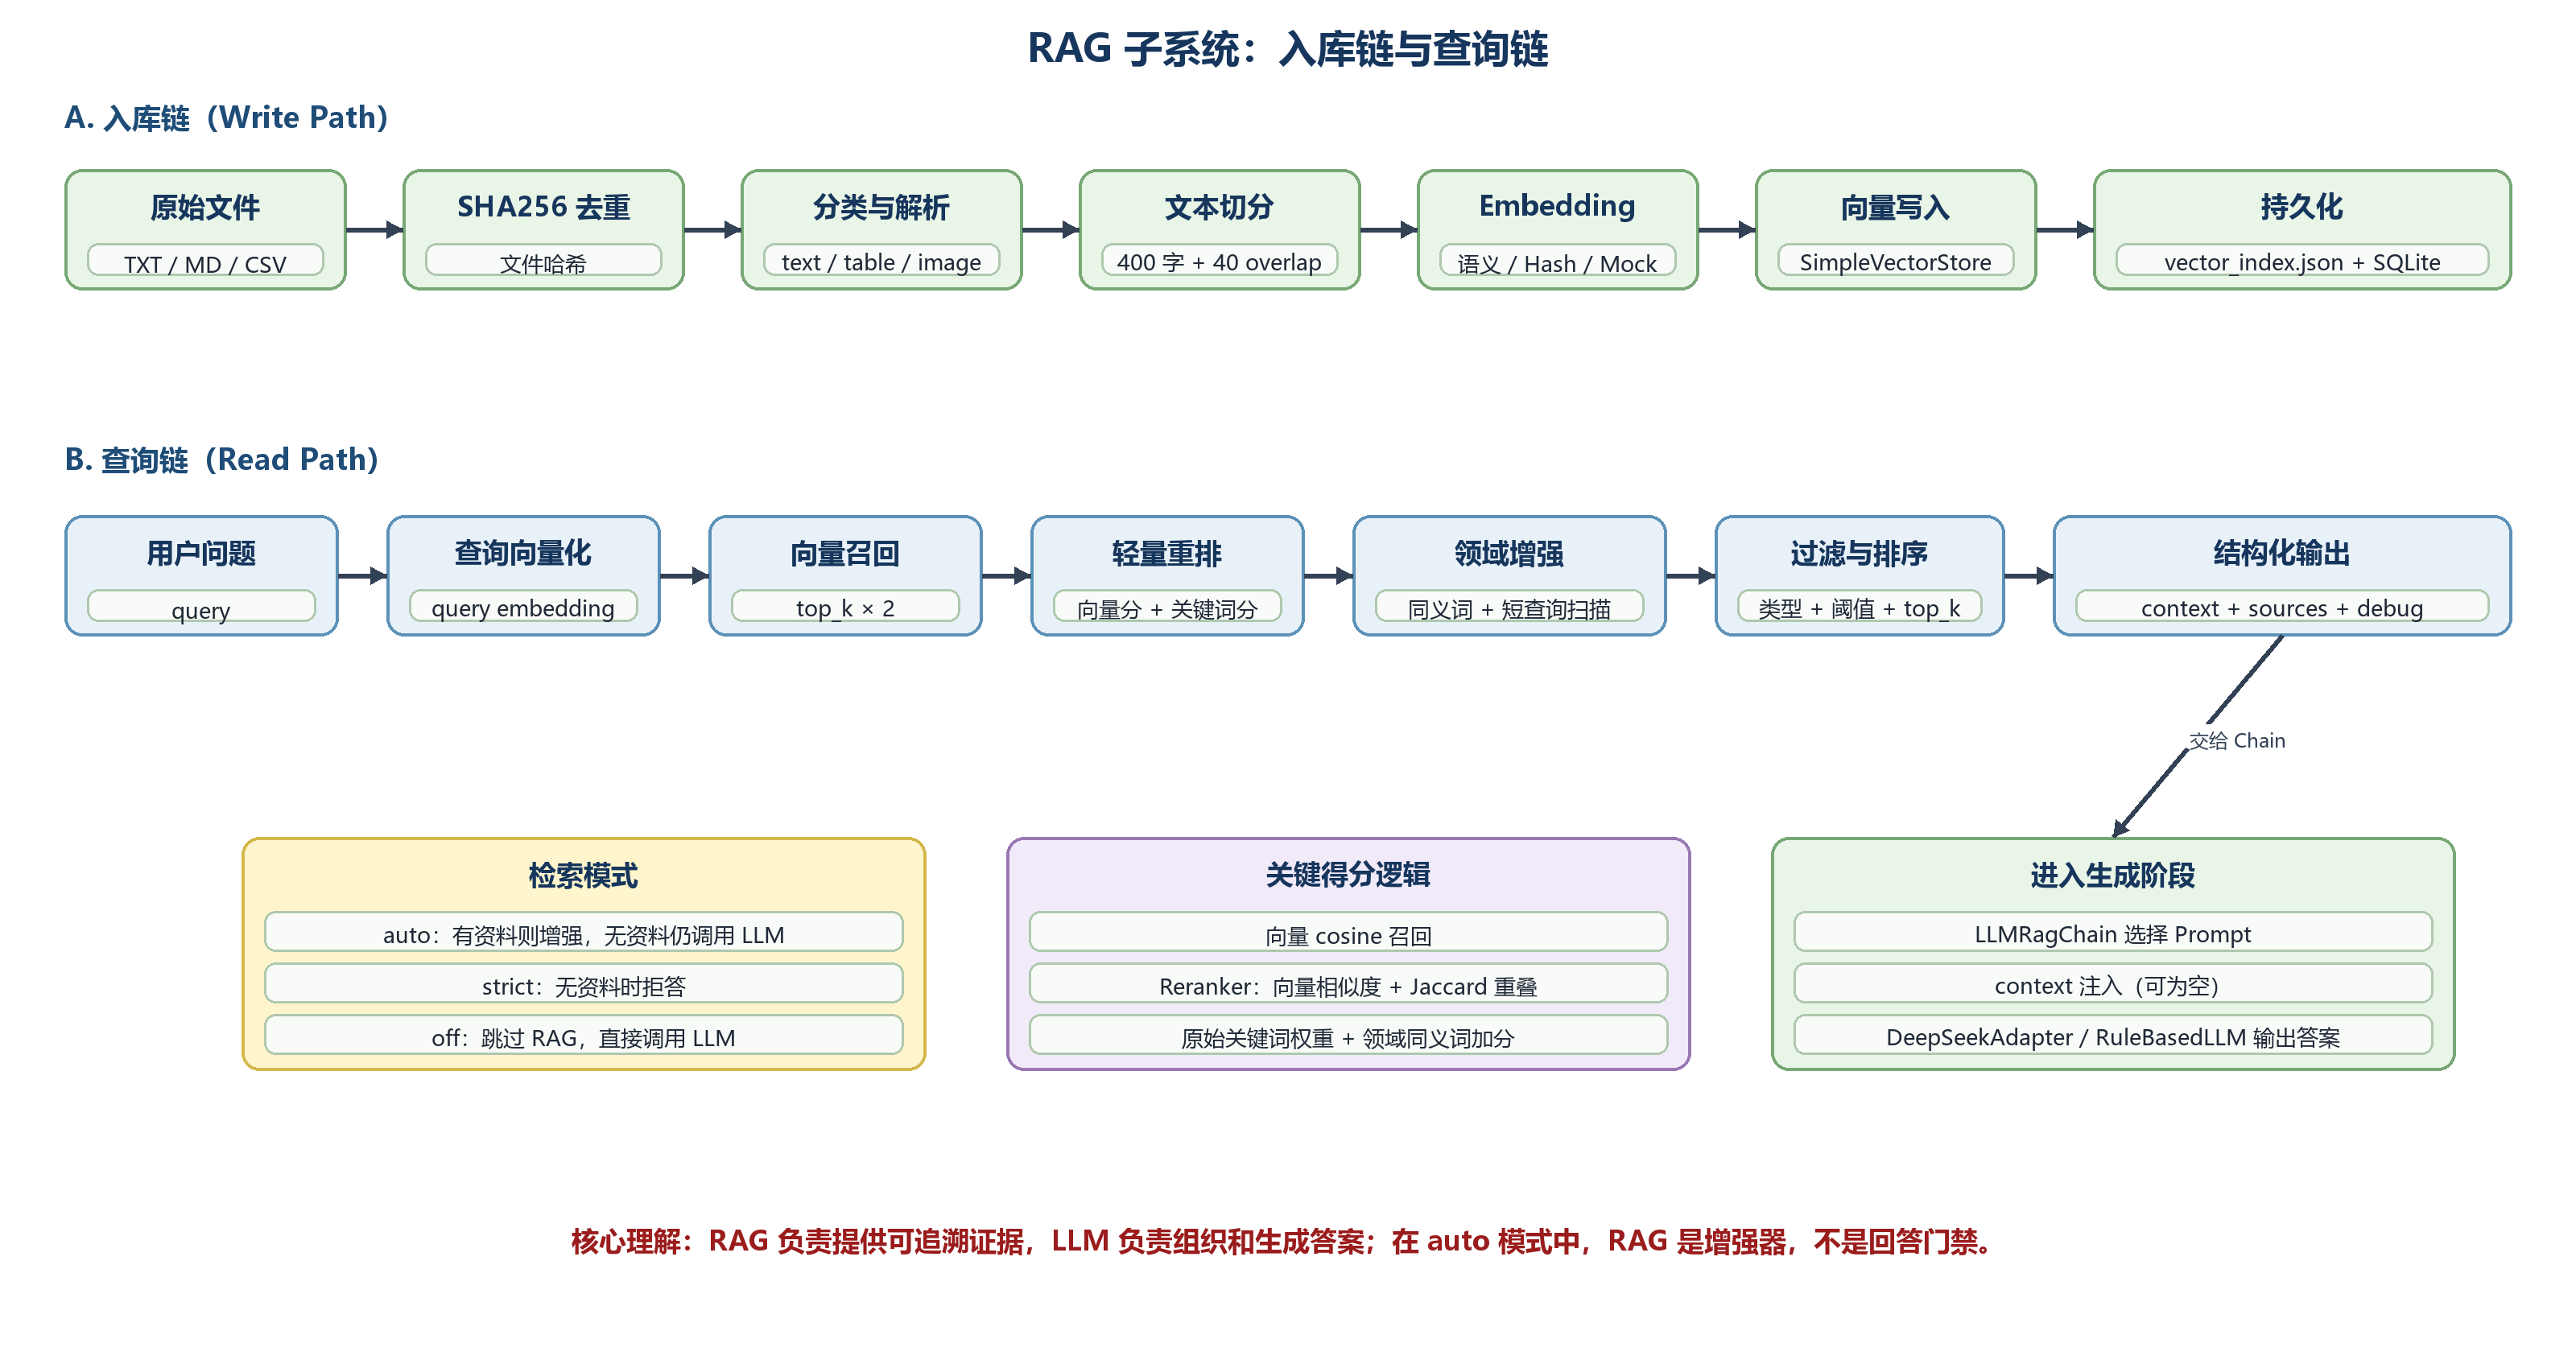 RAG 子系统：入库链与查询链
A. 入库链（Write Path）
原始文件
TXT / MD / CSV
SHA256 去重
文件哈希
分类与解析
text / table / image
文本切分
400 字 + 40 overlap
Embedding
语义 / Hash / Mock
向量写入
SimpleVectorStore
持久化
vector_index.json + SQLite
B. 查询链（Read Path）
用户问题
query
查询向量化
query embedding
向量召回
top_k × 2
轻量重排
向量分 + 关键词分
领域增强
同义词 + 短查询扫描
过滤与排序
类型 + 阈值 + top_k
结构化输出
context + sources + debug
交给 Chain
检索模式
auto：有资料则增强，无资料仍调用 LLM
strict：无资料时拒答
off：跳过 RAG，直接调用 LLM
关键得分逻辑
向量 cosine 召回
Reranker：向量相似度 + Jaccard 重叠
原始关键词权重 + 领域同义词加分
进入生成阶段
LLMRagChain 选择 Prompt
context 注入（可为空）
DeepSeekAdapter / RuleBasedLLM 输出答案
核心理解：RAG 负责提供可追溯证据，LLM 负责组织和生成答案；在 auto 模式中，RAG 是增强器，不是回答门禁。